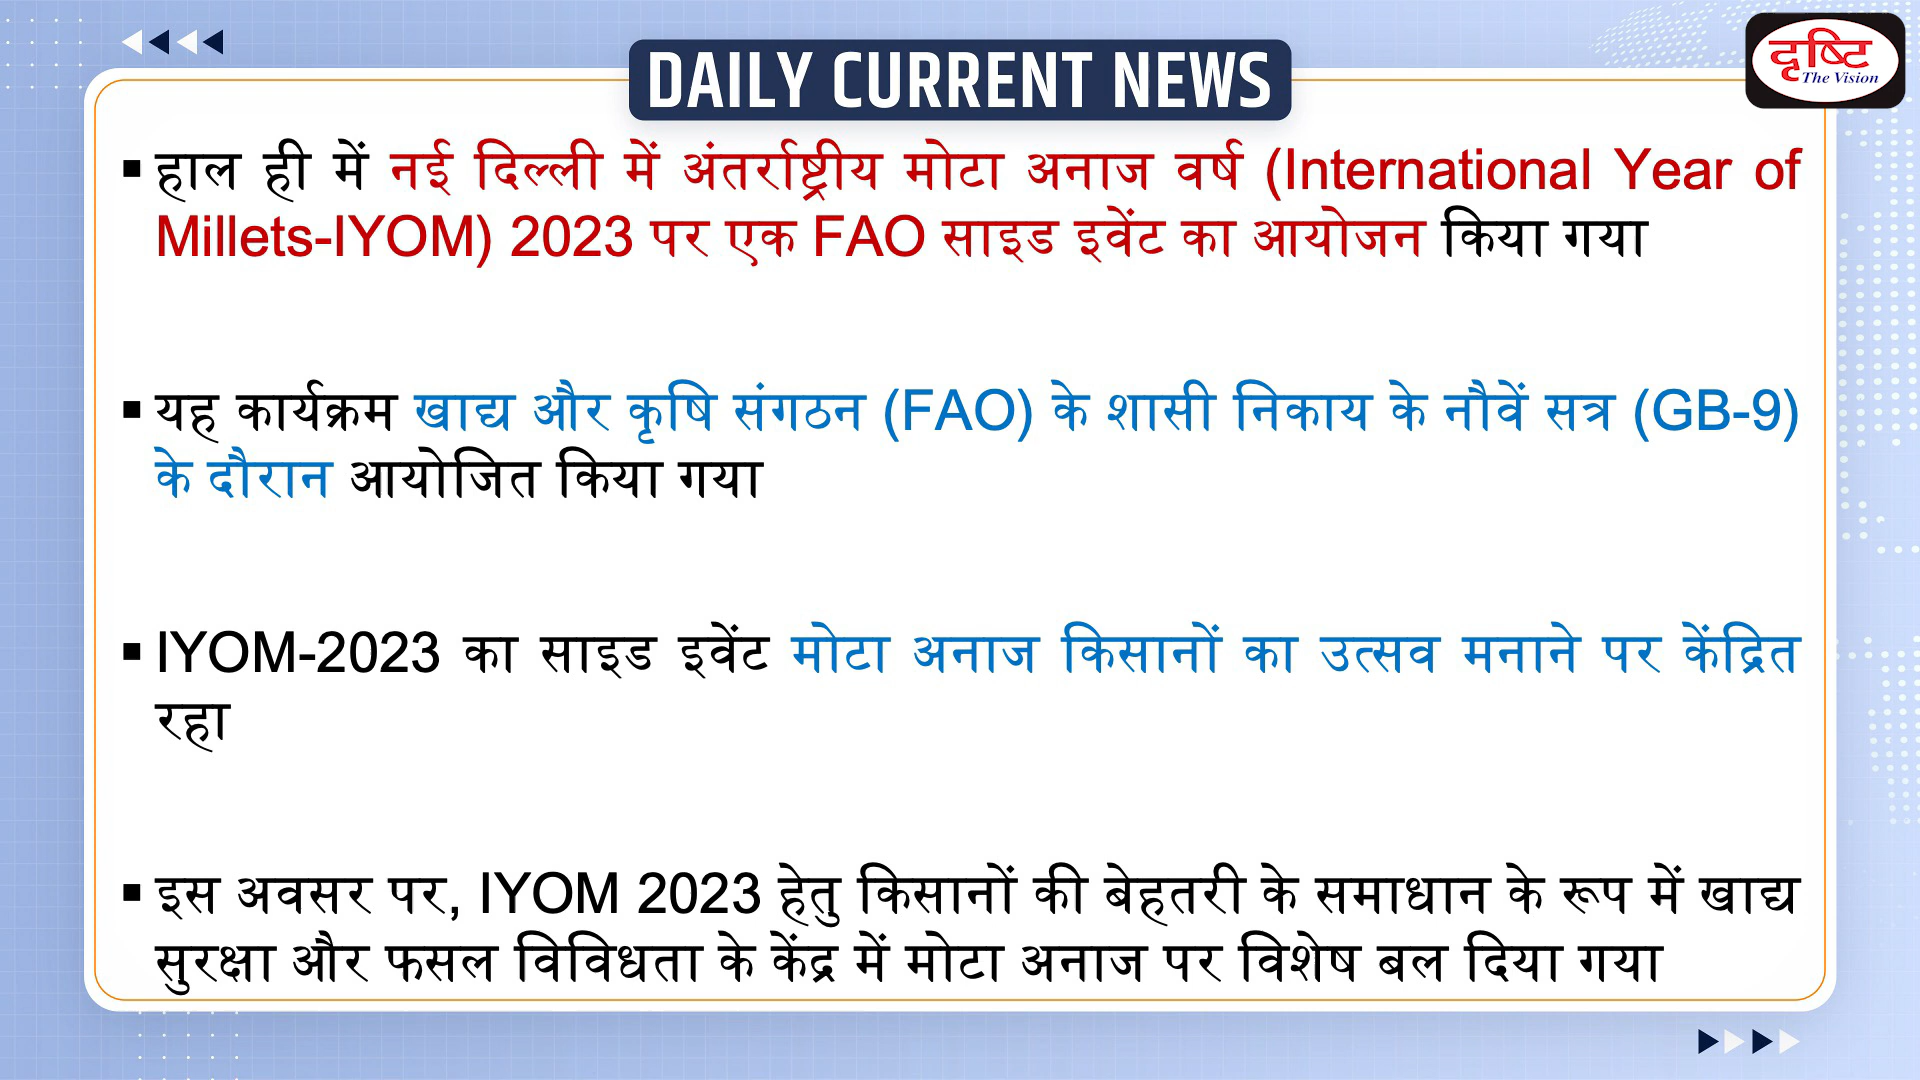 DAILY CURRENT NEWS
दृष्टि
The Vision
▪ हाल ही में नई दिल्ली में अंतर्राष्ट्रीय मोटा अनाज वर्ष (International Year of
Millets-IYOM) 2023 पर एक FAO साइड इवेंट का आयोजन किया गया
▪ यह कार्यक्रम खाद्य और कृषि संगठन (FAO) के शासी निकाय के नौवें सत्र (GB-9)
के दौरान आयोजित किया गया
▪ IYOM-2023 का साइड इवेंट मोटा अनाज किसानों का उत्सव मनाने पर केंद्रित
रहा
▪ इस अवसर पर, IYOM 2023 हेतु किसानों की बेहतरी के समाधान के रूप में खाद्य
सुरक्षा और फसल विविधता के केंद्र में मोटा अनाज पर विशेष बल दिया गया